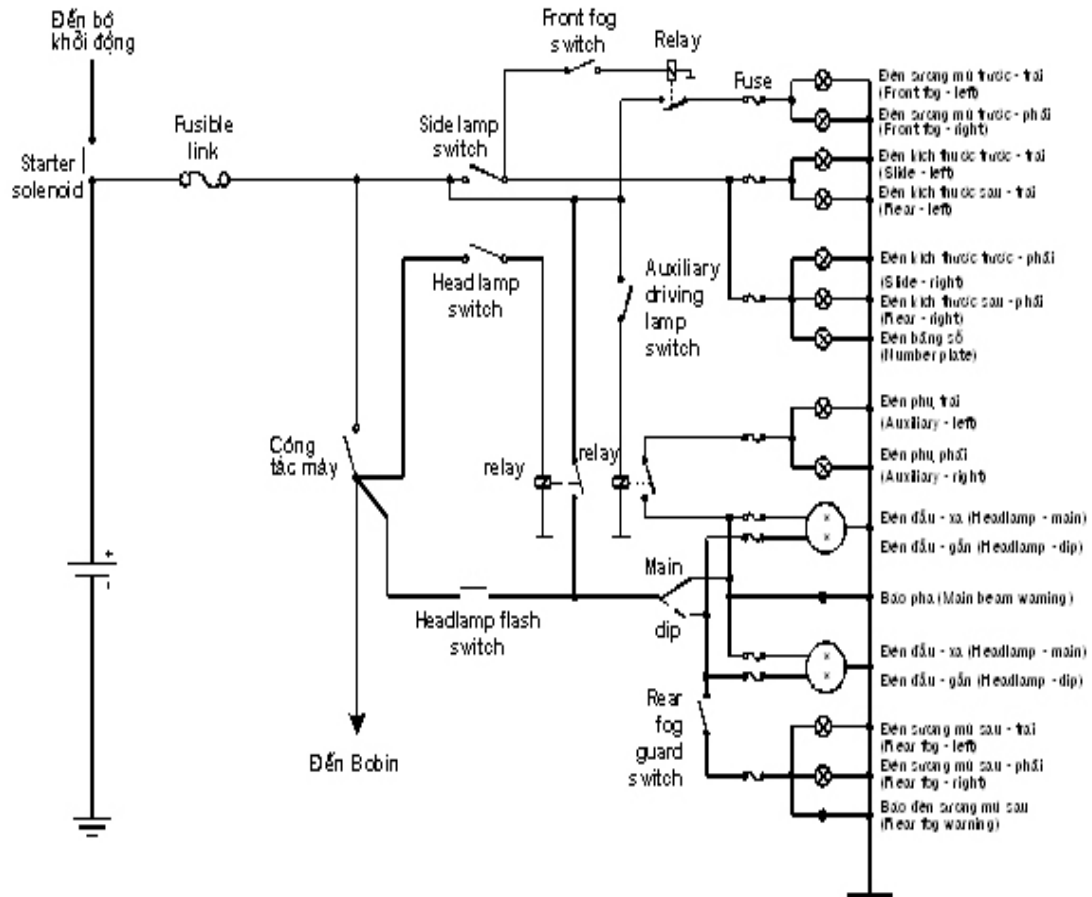 Đến bộ
khởi động
Front fog
switch
Relay
Fuse
Đèn sương mù trước - trái
(Front fog - left)
Đèn sương mù trước - phải
(Front fog - right)
Fusible
link
Side lamp
switch
Starter
solenoid
Đèn kích thước trước - trái
(Slide - left)
Đèn kích thước sau - trái
(Rear - left)
Head lamp
switch
Auxiliary
driving
lamp
switch
Đèn kích thước trước - phải
(Slide - right)
Đèn kích thước sau - phải
(Rear - right)
Đèn bảng số
(Number plate)
Công
tác máy
relay
relay
Đèn phụ trái
(Auxiliary - left)
Đèn phụ phải
(Auxiliary - right)
Đèn đầu - xa (Headlamp - main)
Đèn đầu - gần (Headlamp - dip)
+
-
Main
dip
Headlamp flash
switch
Báo pha (Main beam warning)
Đèn đầu - xa (Headlamp - main)
Đèn đầu - gần (Headlamp - dip)
Rear
fog
guard
switch
Đến Bobin
Đèn sương mù sau - trái
(Rear fog - left)
Đèn sương mù sau - phải
(Rear fog - right)
Báo đèn sương mù sau
(Rear fog warning)